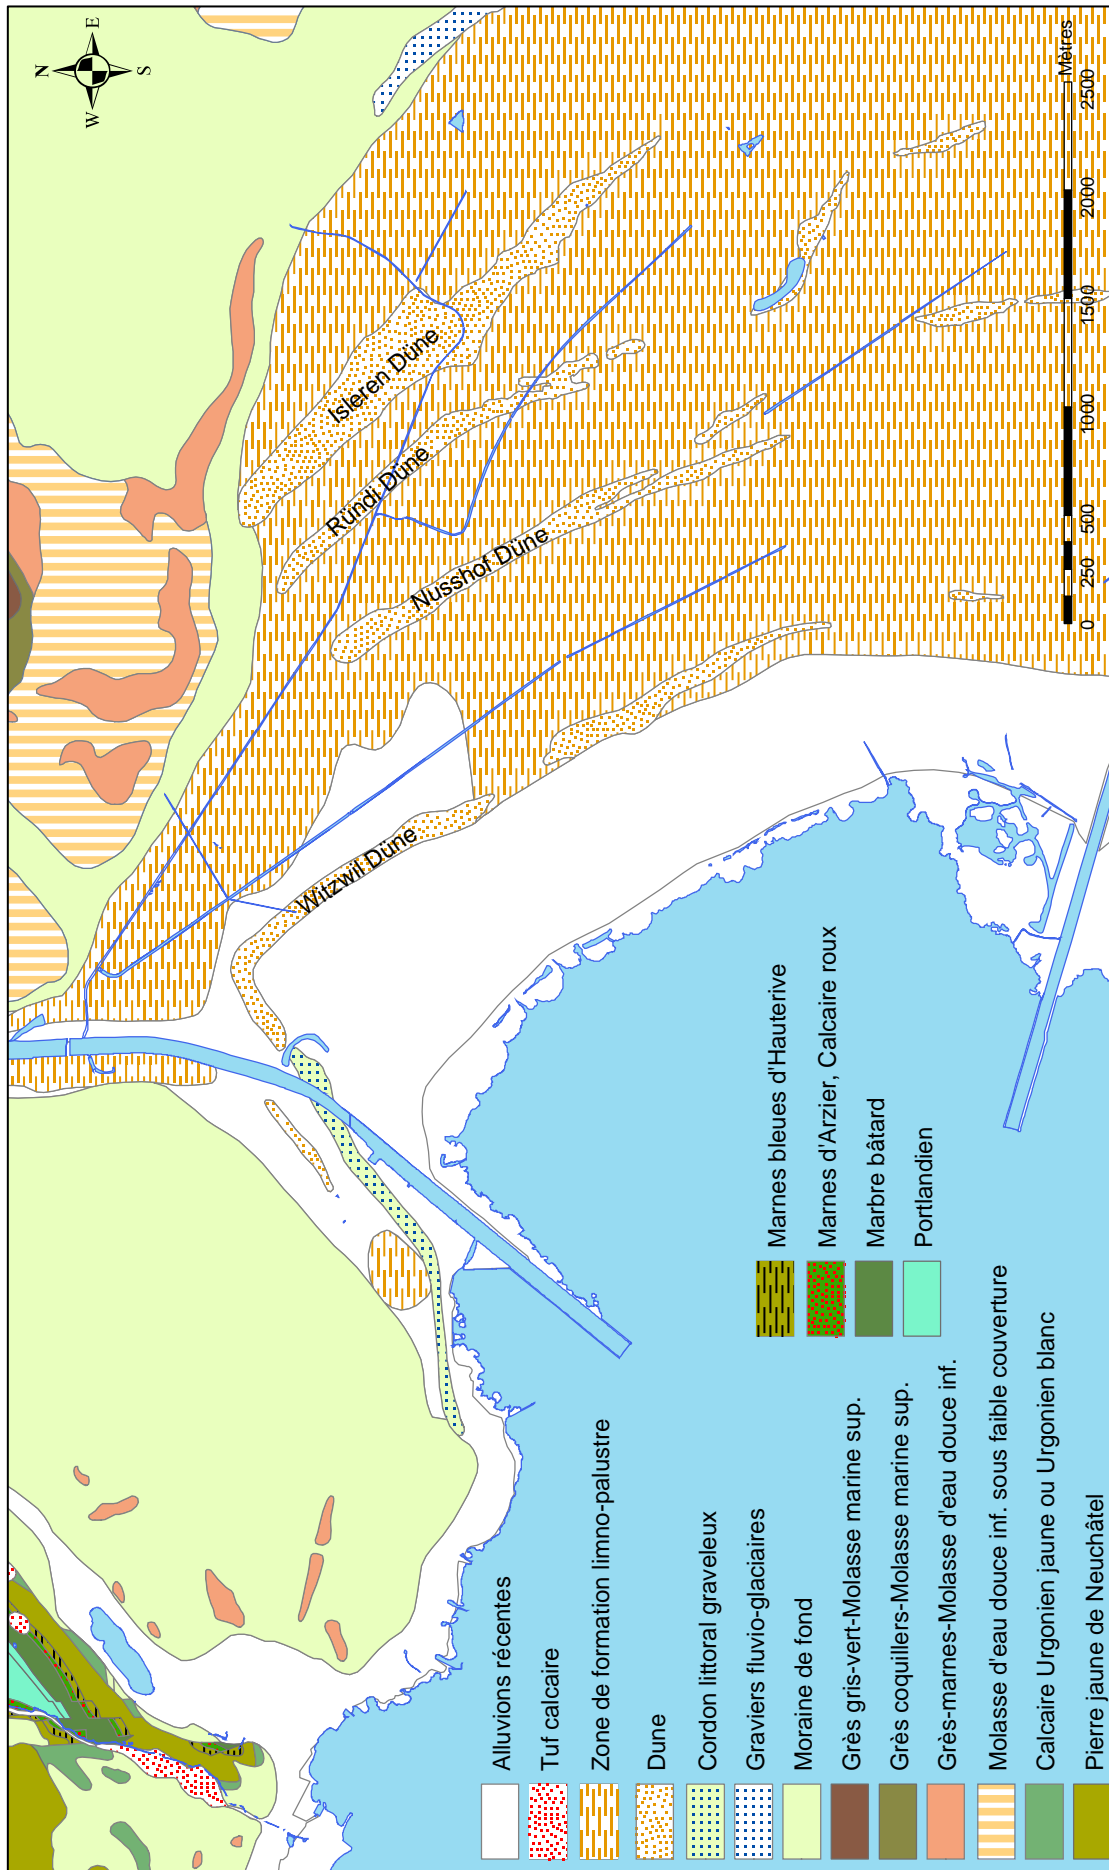 N
E
S
W
Isleren Düne
Ründi Düne
Nusshof Düne
Witzwil Düne
Alluvions récentes
Tuf calcaire
Zone de formation limno-palustre
Dune
Cordon littoral graveleux
Graviers fluvio-glaciaires
Moraine de fond
Grès gris-vert-Molasse marine sup.
Grès coquillers-Molasse marine sup.
Grès-marnes-Molasse d'eau douce inf.
Molasse d'eau douce inf. sous faible couverture
Calcaire Urgonien jaune ou Urgonien blanc
Pierre jaune de Neuchâtel
Marnes bleues d'Hauterive
Marnes d'Arzier, Calcaire roux
Marbre bâtard
Portlandien
0 250 500 1000 1500 2000 2500
Mètres